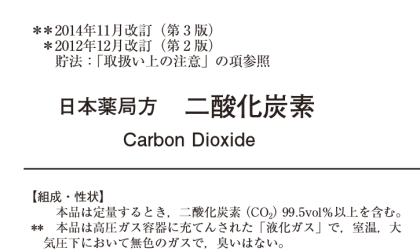 **2014年11月改訂（第3版）
*2012年12月改訂（第2版）
貯法：「取扱い上の注意」の項参照
日本薬局方 二酸化炭素
Carbon Dioxide
【組成・性状】
本品は定量するとき，二酸化炭素（CO₂）99.5vol％以上を含む。
** 本品は高圧ガス容器に充てんされた「液化ガス」で，室温，大
気圧下において無色のガスで，臭いはない。